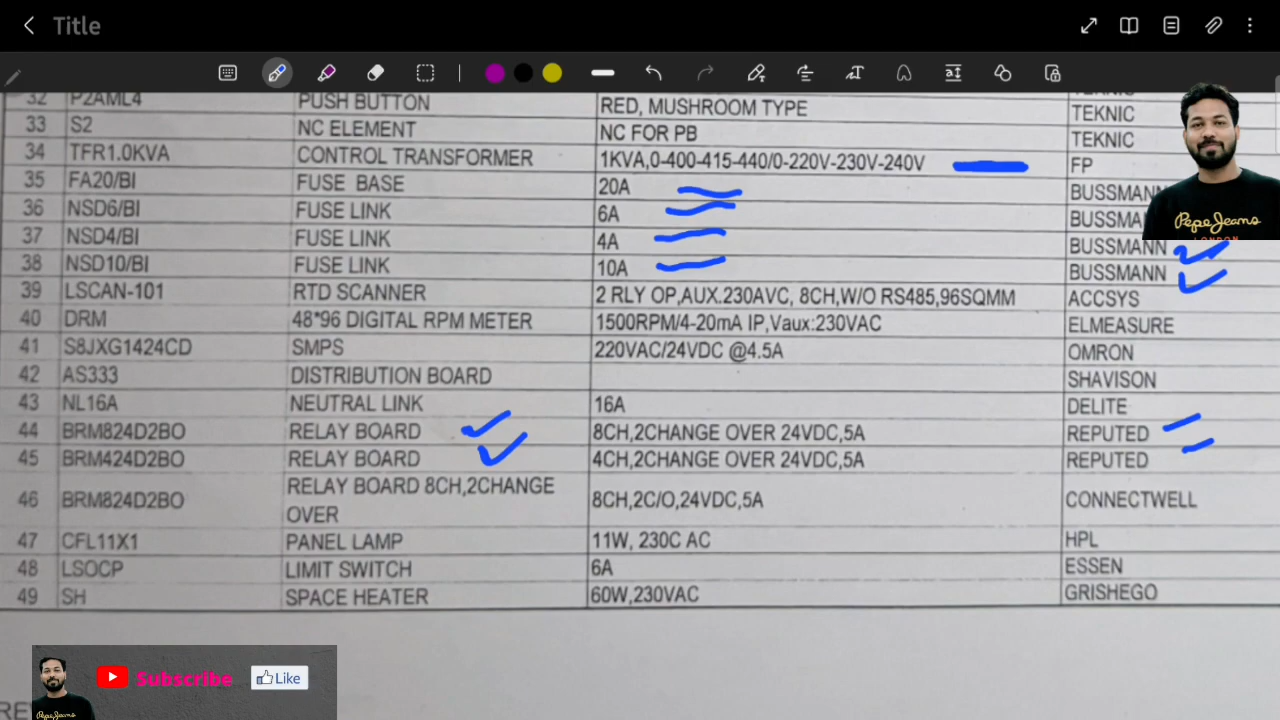 Title
32 P2AML4 PUSH BUTTON RED, MUSHROOM TYPE TEKNIC
33 S2 NC ELEMENT NC FOR PB TEKNIC
34 TFR1.0KVA CONTROL TRANSFORMER 1KVA,0-400-415-440/0-220V-230V-240V FP
35 FA20/BI FUSE BASE 20A BUSSMANN
36 NSD6/BI FUSE LINK 6A BUSSMA
37 NSD4/BI FUSE LINK 4A BUSSMANN
38 NSD10/BI FUSE LINK 10A BUSSMANN
39 LSCAN-101 RTD SCANNER 2 RLY OP,AUX.230AVC, 8CH,W/O RS485,96SQMM ACCSYS
40 DRM 48*96 DIGITAL RPM METER 1500RPM/4-20mA IP,Vaux:230VAC ELMEASURE
41 S8JXG1424CD SMPS 220VAC/24VDC @4.5A OMRON
42 AS333 DISTRIBUTION BOARD SHAVISON
43 NL16A NEUTRAL LINK 16A DELITE
44 BRM824D2BO RELAY BOARD 8CH,2CHANGE OVER 24VDC,5A REPUTED
45 BRM424D2BO RELAY BOARD 4CH,2CHANGE OVER 24VDC,5A REPUTED
46 BRM824D2BO RELAY BOARD 8CH,2CHANGE OVER 8CH,2C/O,24VDC,5A CONNECTWELL
47 CFL11X1 PANEL LAMP 11W, 230C AC HPL
48 LSOCP LIMIT SWITCH 6A ESSEN
49 SH SPACE HEATER 60W,230VAC GRISHEGO
Pepe Jeans
LONDON
Subscribe
Like
Pepe Jeans